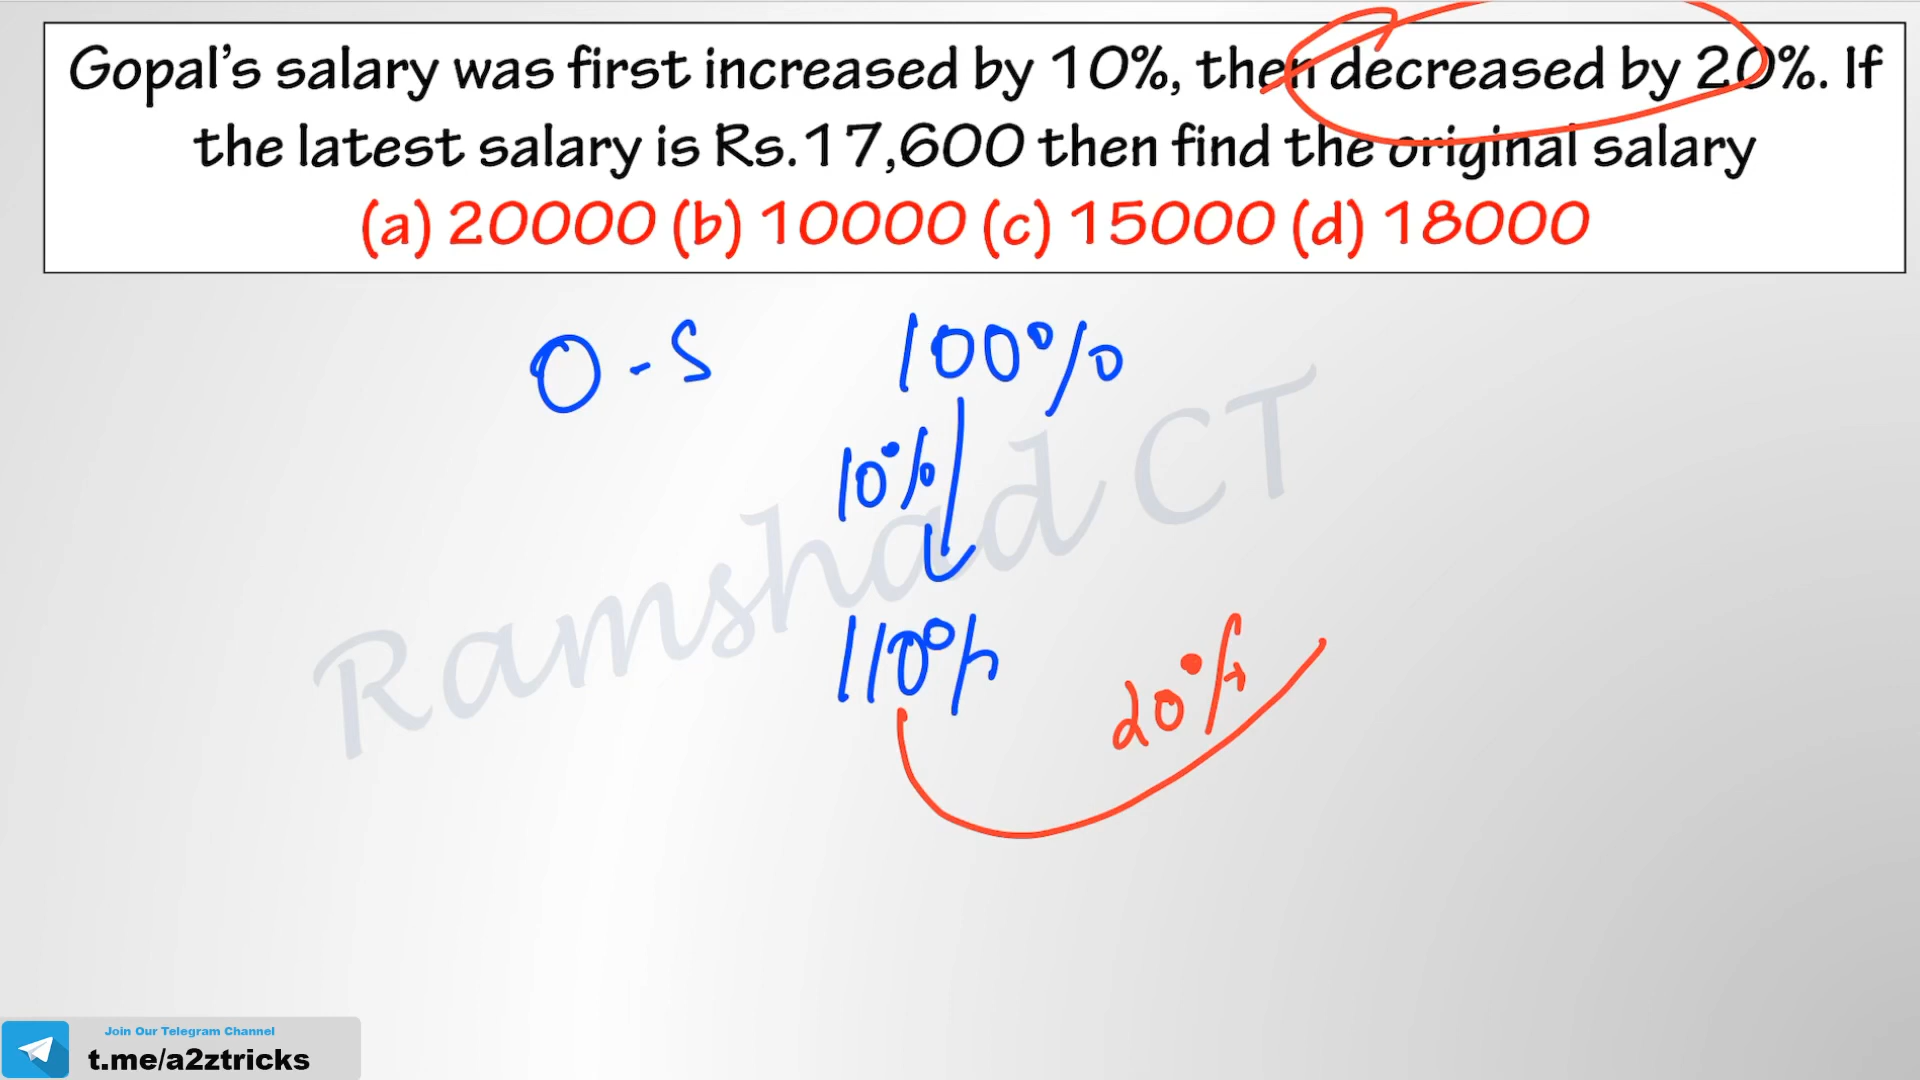 Gopal's salary was first increased by 10%, then decreased by 20%. If
the latest salary is Rs.17,600 then find the original salary
(a) 20000 (b) 10000 (c) 15000 (d) 18000
O - S 100%
10%
110%
20%
Ramshad CT
Join Our Telegram Channel
t.me/a2ztricks